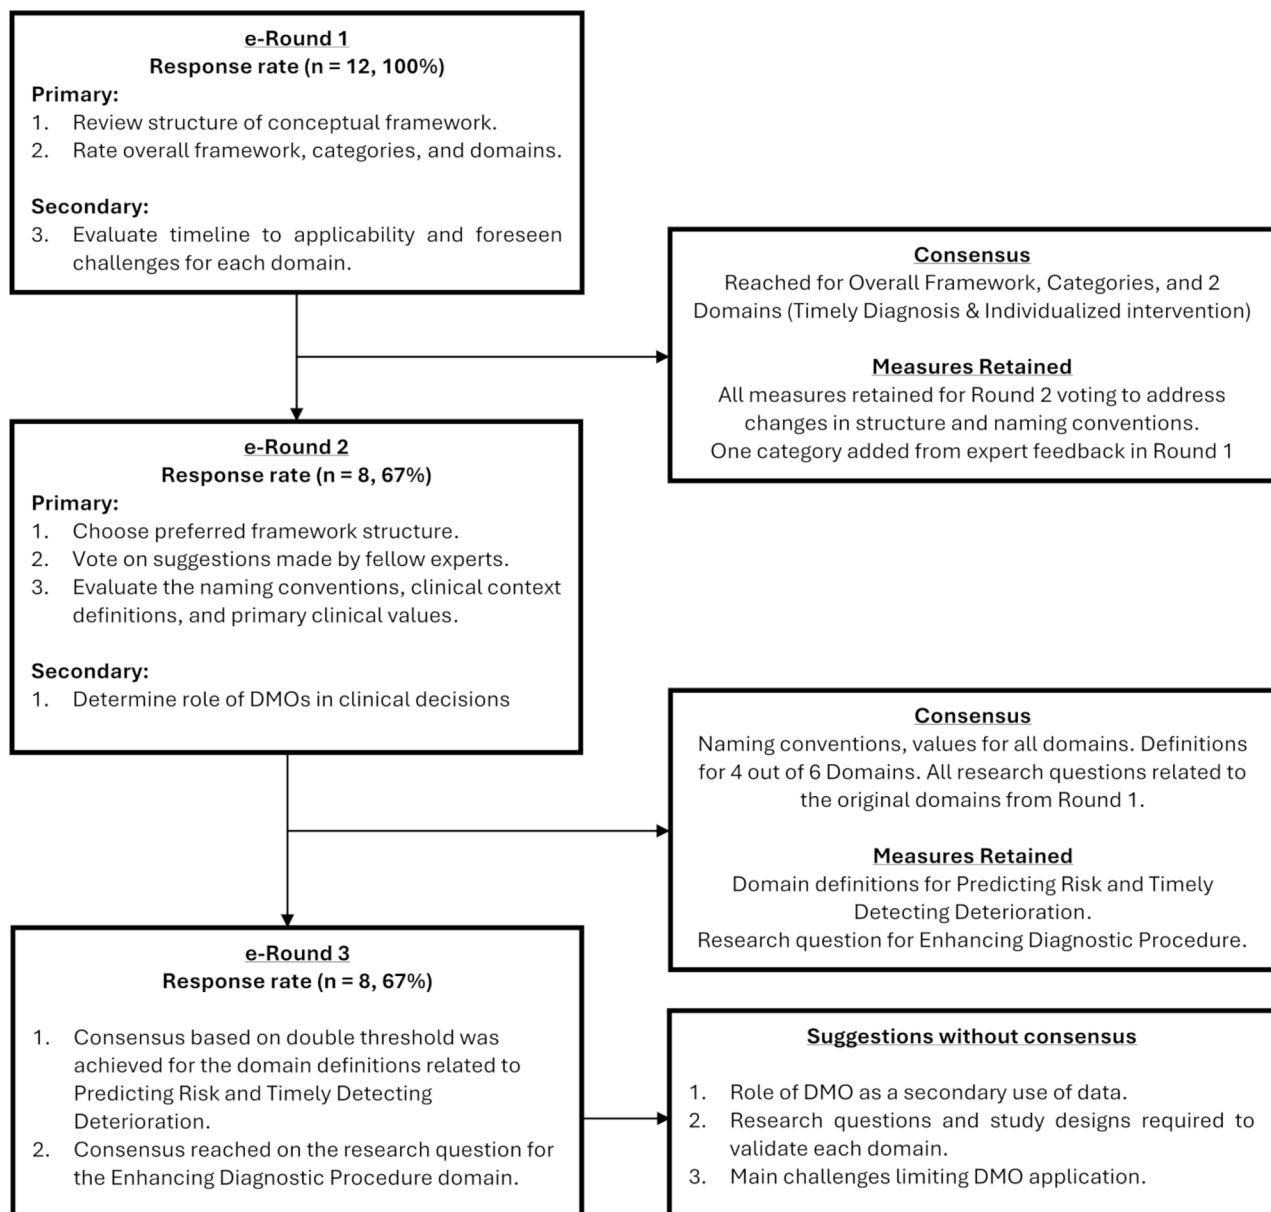 e-Round 1
Response rate (n = 12, 100%)
Primary:
1. Review structure of conceptual framework.
2. Rate overall framework, categories, and domains.
Secondary:
3. Evaluate timeline to applicability and foreseen
challenges for each domain.
Consensus
Reached for Overall Framework, Categories, and 2
Domains (Timely Diagnosis & Individualized intervention)
Measures Retained
All measures retained for Round 2 voting to address
changes in structure and naming conventions.
One category added from expert feedback in Round 1
e-Round 2
Response rate (n = 8, 67%)
Primary:
1. Choose preferred framework structure.
2. Vote on suggestions made by fellow experts.
3. Evaluate the naming conventions, clinical context
definitions, and primary clinical values.
Secondary:
1. Determine role of DMOs in clinical decisions
Consensus
Naming conventions, values for all domains. Definitions
for 4 out of 6 Domains. All research questions related to
the original domains from Round 1.
Measures Retained
Domain definitions for Predicting Risk and Timely
Detecting Deterioration.
Research question for Enhancing Diagnostic Procedure.
e-Round 3
Response rate (n = 8, 67%)
1. Consensus based on double threshold was
achieved for the domain definitions related to
Predicting Risk and Timely Detecting
Deterioration.
2. Consensus reached on the research question for
the Enhancing Diagnostic Procedure domain.
Suggestions without consensus
1. Role of DMO as a secondary use of data.
2. Research questions and study designs required to
validate each domain.
3. Main challenges limiting DMO application.